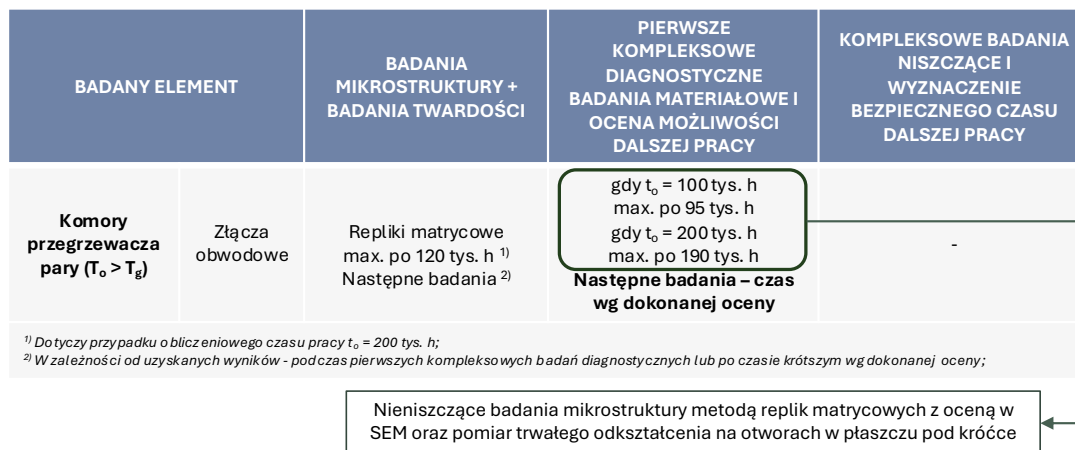 BADANY ELEMENT
BADANIA
MIKROSTRUKTURY +
BADANIA TWARDOŚCI
PIERWSZE
KOMPLEKSOWE
DIAGNOSTYCZNE
BADANIA MATERIAŁOWE I
OCENA MOŻLIWOŚCI
DALSZEJ PRACY
KOMPLEKSOWE BADANIA
NISZCZĄCE I
WYZNACZENIE
BEZPIECZNEGO CZASU
DALSZEJ PRACY
Komory
przegrzewacza
pary (To > Tg)
Złącza
obwodowe
Repliki matrycowe
max. po 120 tys. h 1)
Następne badania 2)
gdy to = 100 tys. h
max. po 95 tys. h
gdy to = 200 tys. h
max. po 190 tys. h
Następne badania – czas
wg dokonanej oceny
-
1) Dotyczy przypadku obliczeniowego czasu pracy to = 200 tys. h;
2) W zależności od uzyskanych wyników - podczas pierwszych kompleksowych badań diagnostycznych lub po czasie krótszym wg dokonanej oceny;
Nieniszczące badania mikrostruktury metodą replik matrycowych z oceną w
SEM oraz pomiar trwałego odkształcenia na otworach w płaszczu pod króćce